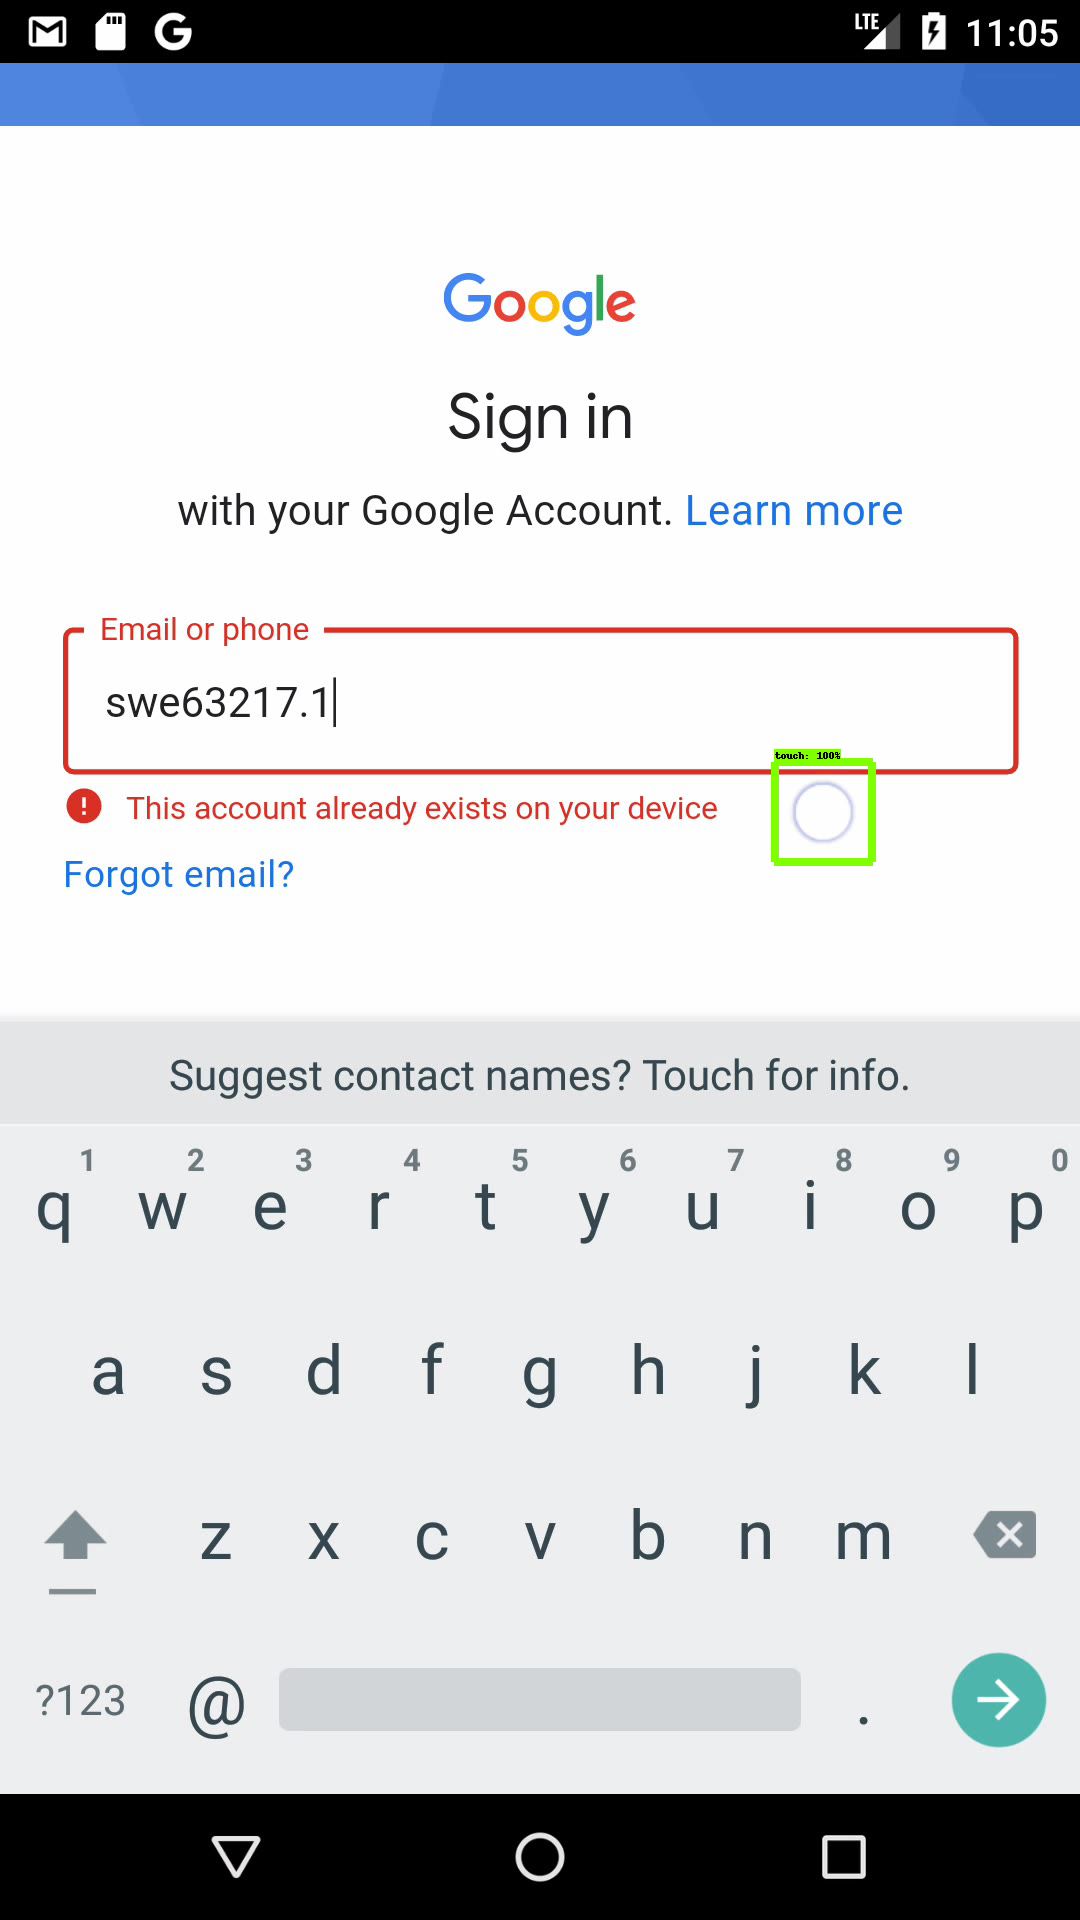 LTE 11:05
Google
Sign in
with your Google Account. Learn more
Email or phone
swe63217.1
touch: 100%
This account already exists on your device
Forgot email?
Suggest contact names? Touch for info.
1 2 3 4 5 6 7 8 9 0
q w e r t y u i o p
a s d f g h j k l
z x c v b n m
?123 @ .